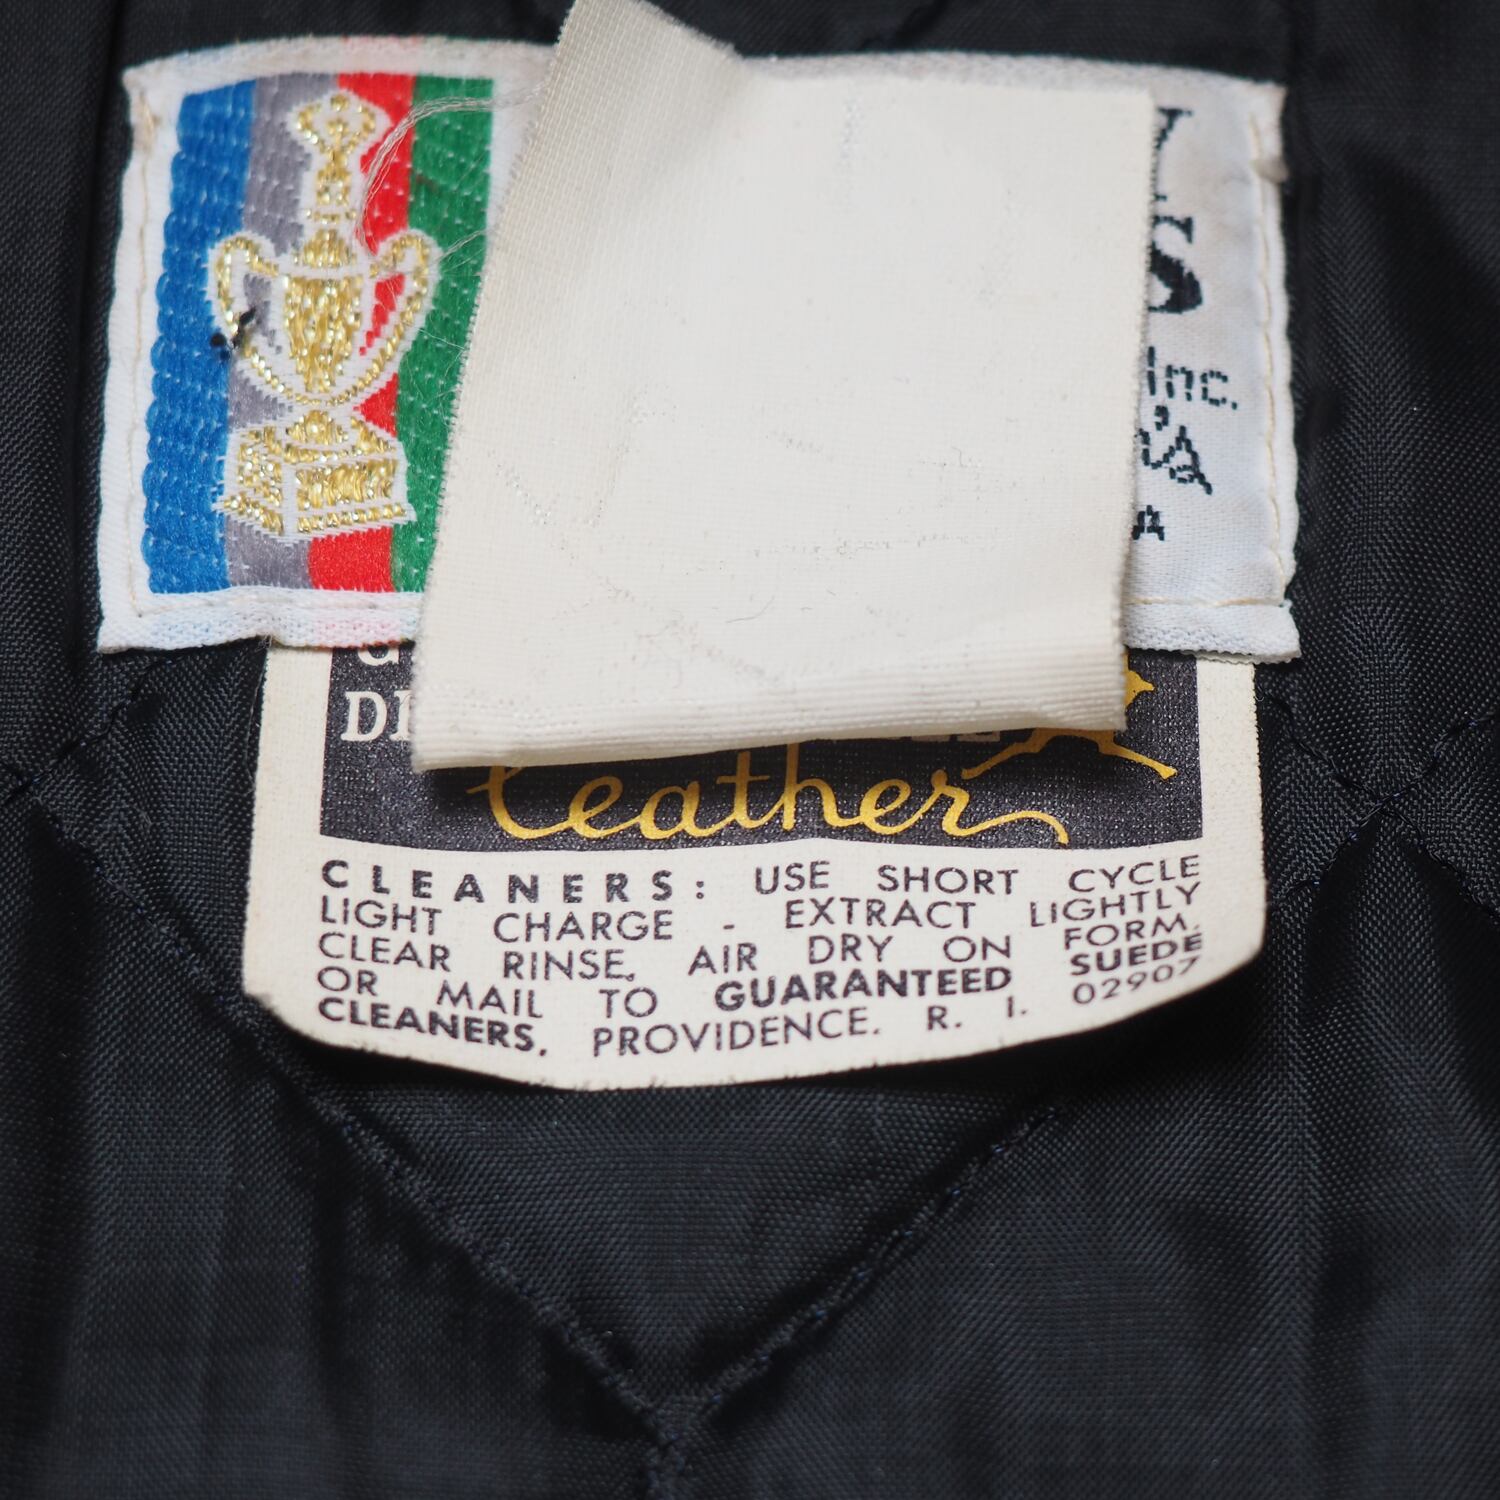 Inc.
Leather
CLEANERS: USE SHORT CYCLE
LIGHT CHARGE - EXTRACT LIGHTLY
CLEAR RINSE. AIR DRY ON FORM.
OR MAIL TO GUARANTEED SUEDE
CLEANERS. PROVIDENCE. R. I. 02907